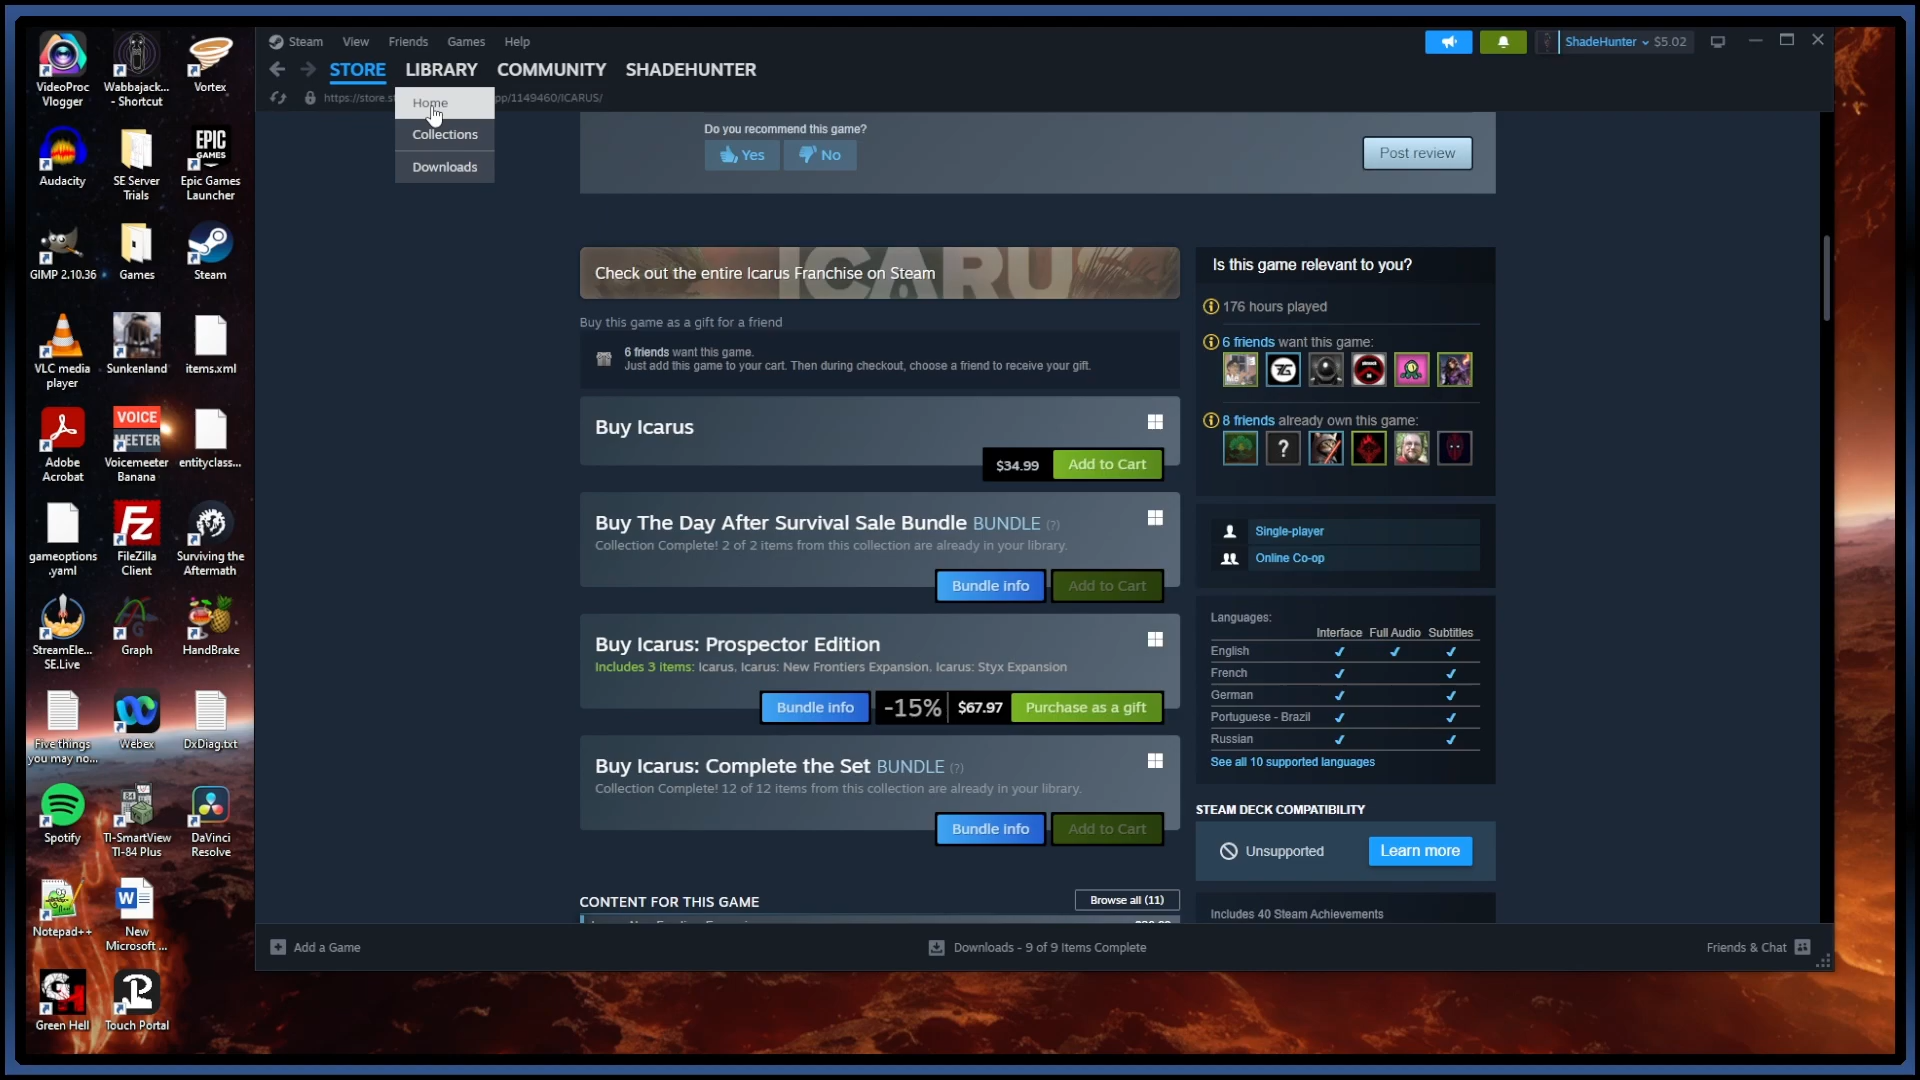 VideoProc Vlogger
Wabbajack... - Shortcut
Vortex
Audacity
SE Server Trials
EPIC GAMES
Epic Games Launcher
GIMP 2.10.36
Games
Steam
VLC media player
Sunkenland
items.xml
Adobe Acrobat
VOICE MEETER
Voicemeeter Banana
entityclass...
gameoptions .yaml
FileZilla Client
Surviving the Aftermath
StreamEle... SE.Live
Graph
HandBrake
Five things you may no...
Webex
DxDiag.txt
Spotify
TI-SmartView TI-84 Plus
DaVinci Resolve
Notepad++
New Microsoft ...
Green Hell
Touch Portal
Steam View Friends Games Help
ShadeHunter $5.02
STORE LIBRARY COMMUNITY SHADEHUNTER
https://store.st pp/1149460/ICARUS/
Home
Collections
Downloads
Do you recommend this game?
Yes No
Post review
Check out the entire Icarus Franchise on Steam
ICARUS
Buy this game as a gift for a friend
6 friends want this game.
Just add this game to your cart. Then during checkout, choose a friend to receive your gift.
Buy Icarus
$34.99 Add to Cart
Buy The Day After Survival Sale Bundle BUNDLE (?)
Collection Complete! 2 of 2 items from this collection are already in your library.
Bundle info Add to Cart
Buy Icarus: Prospector Edition
Includes 3 items: Icarus, Icarus: New Frontiers Expansion, Icarus: Styx Expansion
Bundle info -15% $67.97 Purchase as a gift
Buy Icarus: Complete the Set BUNDLE (?)
Collection Complete! 12 of 12 items from this collection are already in your library.
Bundle info Add to Cart
CONTENT FOR THIS GAME
Browse all (11)
Is this game relevant to you?
176 hours played
6 friends want this game:
8 friends already own this game:
Single-player
Online Co-op
Languages:
Interface Full Audio Subtitles
English ✔ ✔ ✔
French ✔ ✔
German ✔ ✔
Portuguese - Brazil ✔ ✔
Russian ✔ ✔
See all 10 supported languages
STEAM DECK COMPATIBILITY
Unsupported Learn more
Includes 40 Steam Achievements
Add a Game
Downloads - 9 of 9 Items Complete
Friends & Chat